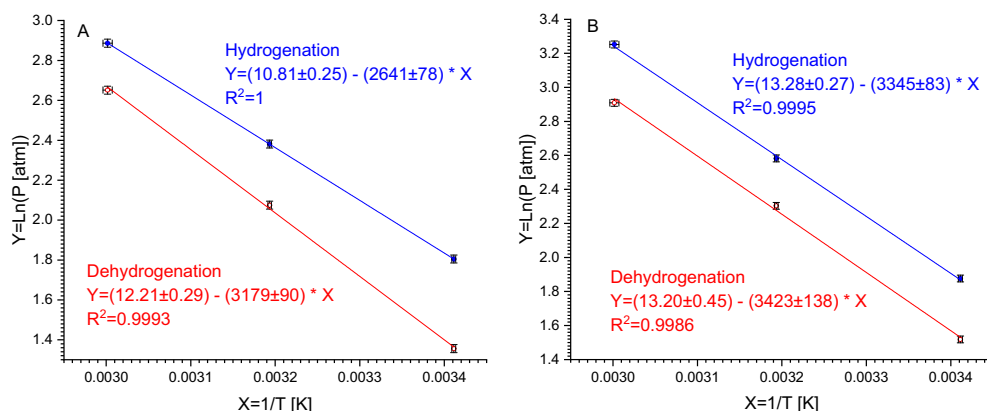 A
Hydrogenation
Y=(10.81±0.25) - (2641±78) * X
R²=1
Dehydrogenation
Y=(12.21±0.29) - (3179±90) * X
R²=0.9993
Y=Ln(P [atm])
3.0
2.8
2.6
2.4
2.2
2.0
1.8
1.6
1.4
0.0030
0.0031
0.0032
0.0033
0.0034
X=1/T [K]
B
Hydrogenation
Y=(13.28±0.27) - (3345±83) * X
R²=0.9995
Dehydrogenation
Y=(13.20±0.45) - (3423±138) * X
R²=0.9986
Y=Ln(P [atm])
3.4
3.2
3.0
2.8
2.6
2.4
2.2
2.0
1.8
1.6
1.4
0.0030
0.0031
0.0032
0.0033
0.0034
X=1/T [K]